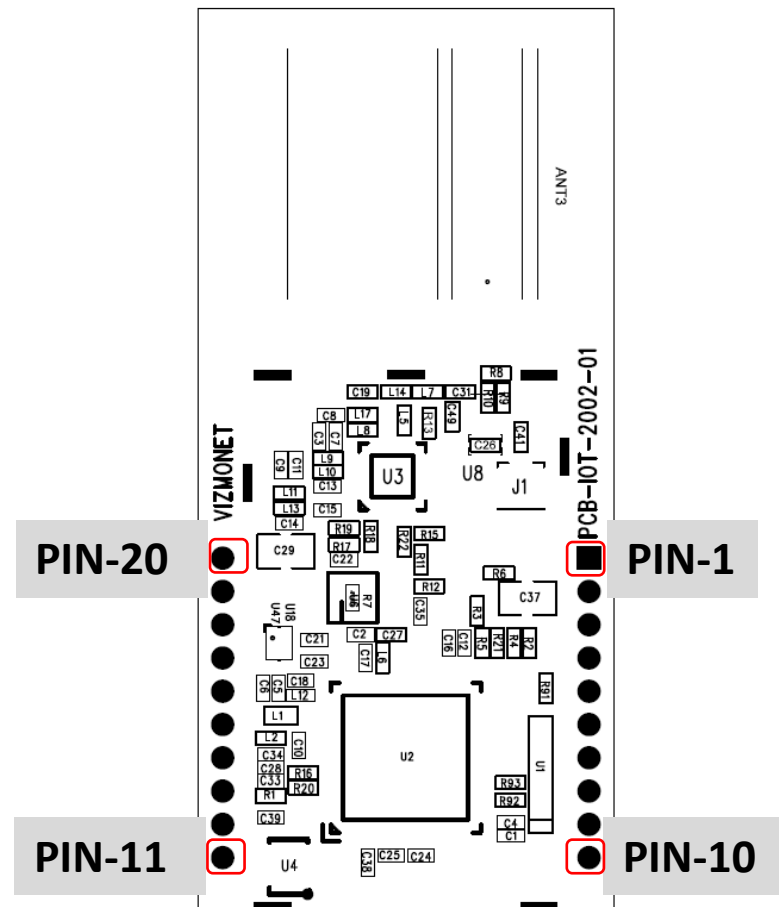 ANT3
PCB-IOT-2002-01
VIZMONET
R8
C19
L14
L7
C31
R10
R9
C8
L17
L8
L5
R13
C49
C41
C3
C7
C26
L9
L10
C9
C11
C13
U3
U8
J1
L11
L13
C15
C14
R19
R18
R22
R15
R17
C22
R11
C29
PIN-20
PIN-1
R6
R12
R7
C35
C37
R3
U47
U18
C21
C2
C27
C16
C12
R5
R21
R4
R2
C23
C17
L6
C6
C5
C18
L12
R91
L1
L2
C10
C34
C28
C33
R16
R20
R1
C39
U2
U1
R93
R92
C4
C1
PIN-11
PIN-10
U4
C38
C25
C24